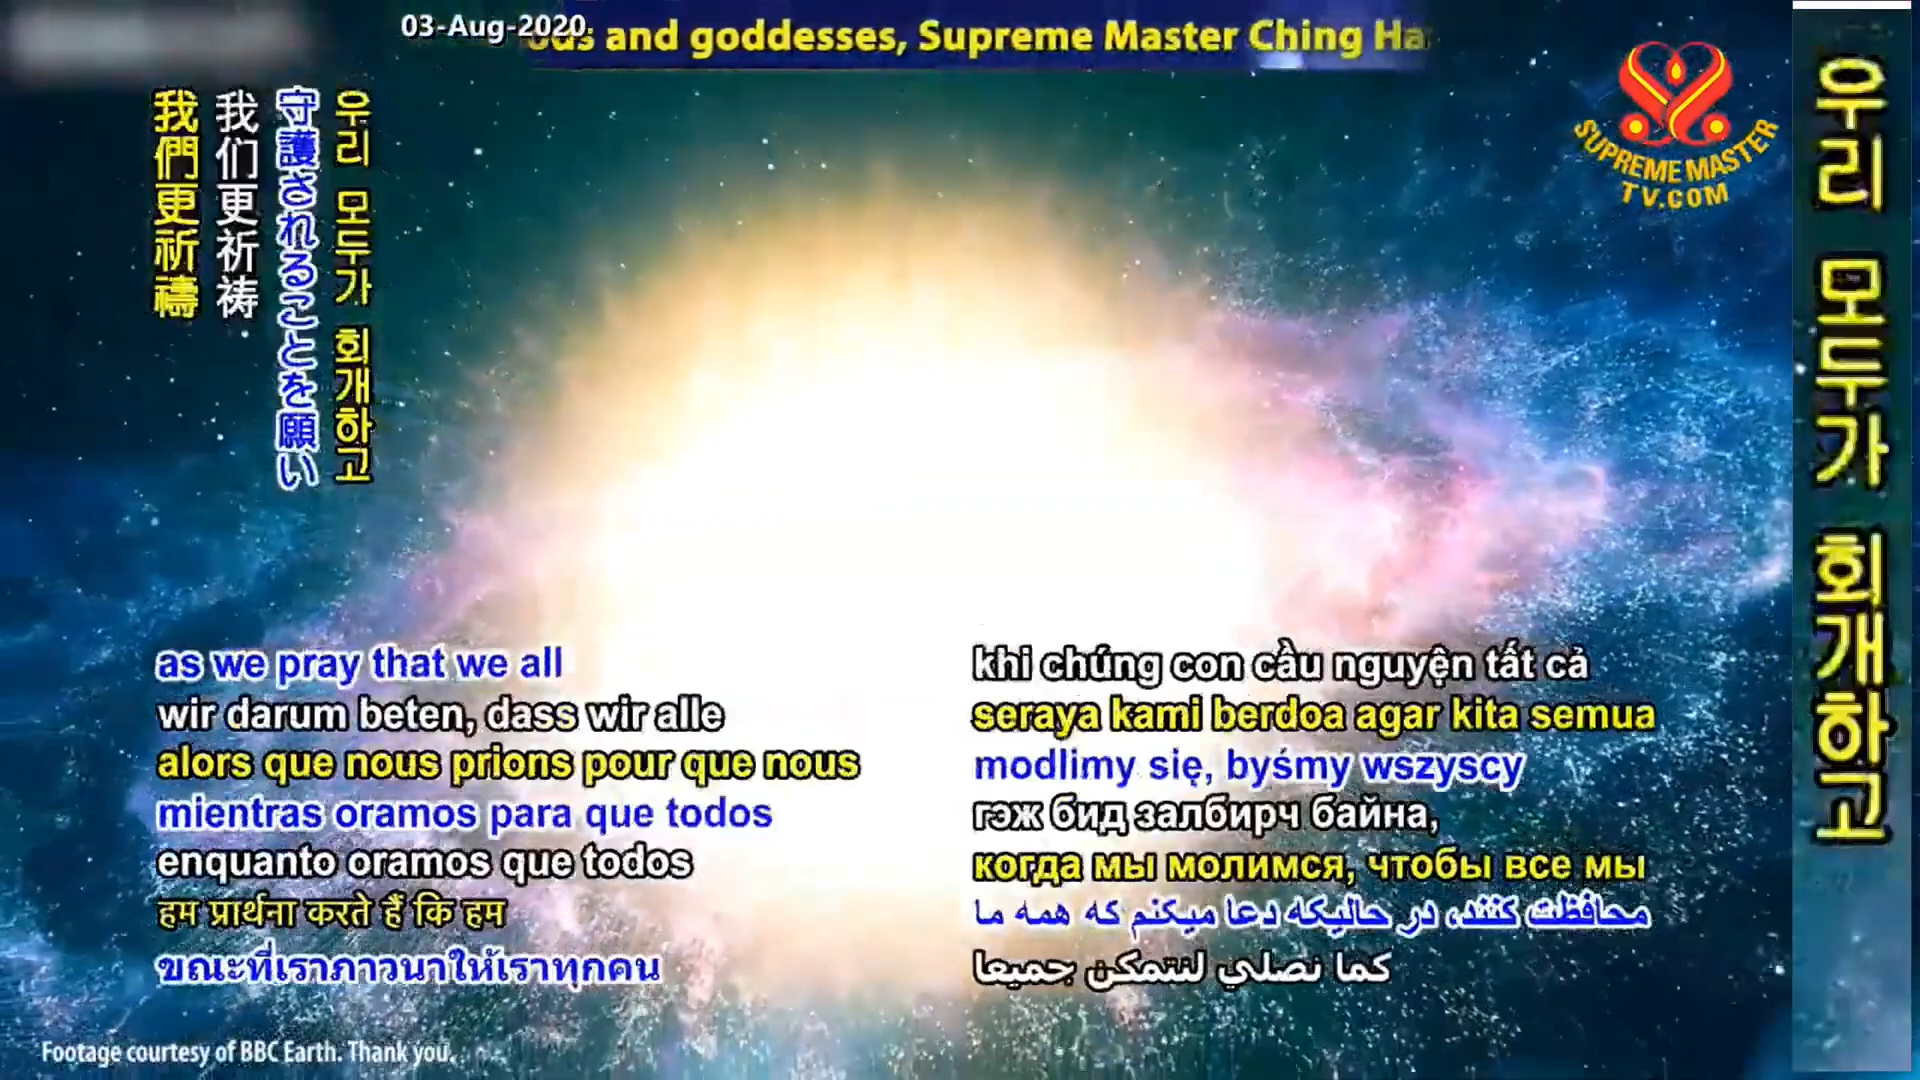 03-Aug-2020.
and goddesses, Supreme Master Ching Ha
SUPREME MASTER
TV.COM
우리 모두가 회개하고
守護されることを願い
我们更祈祷
我們更祈禱
우리 모두가 회개하고
as we pray that we all
wir darum beten, dass wir alle
alors que nous prions pour que nous
mientras oramos para que todos
enquanto oramos que todos
हम प्रार्थना करते हैं कि हम
ขณะที่เราภาวนาให้เราทุกคน
khi chúng con cầu nguyện tất cả
seraya kami berdoa agar kita semua
modlimy się, byśmy wszyscy
гэж бид залбирч байна,
когда мы молимся, чтобы все мы
محافظت کنند، در حالیکه دعا میکنم که همه ما
كما نصلي لنتمكن جميعا
Footage courtesy of BBC Earth. Thank you.